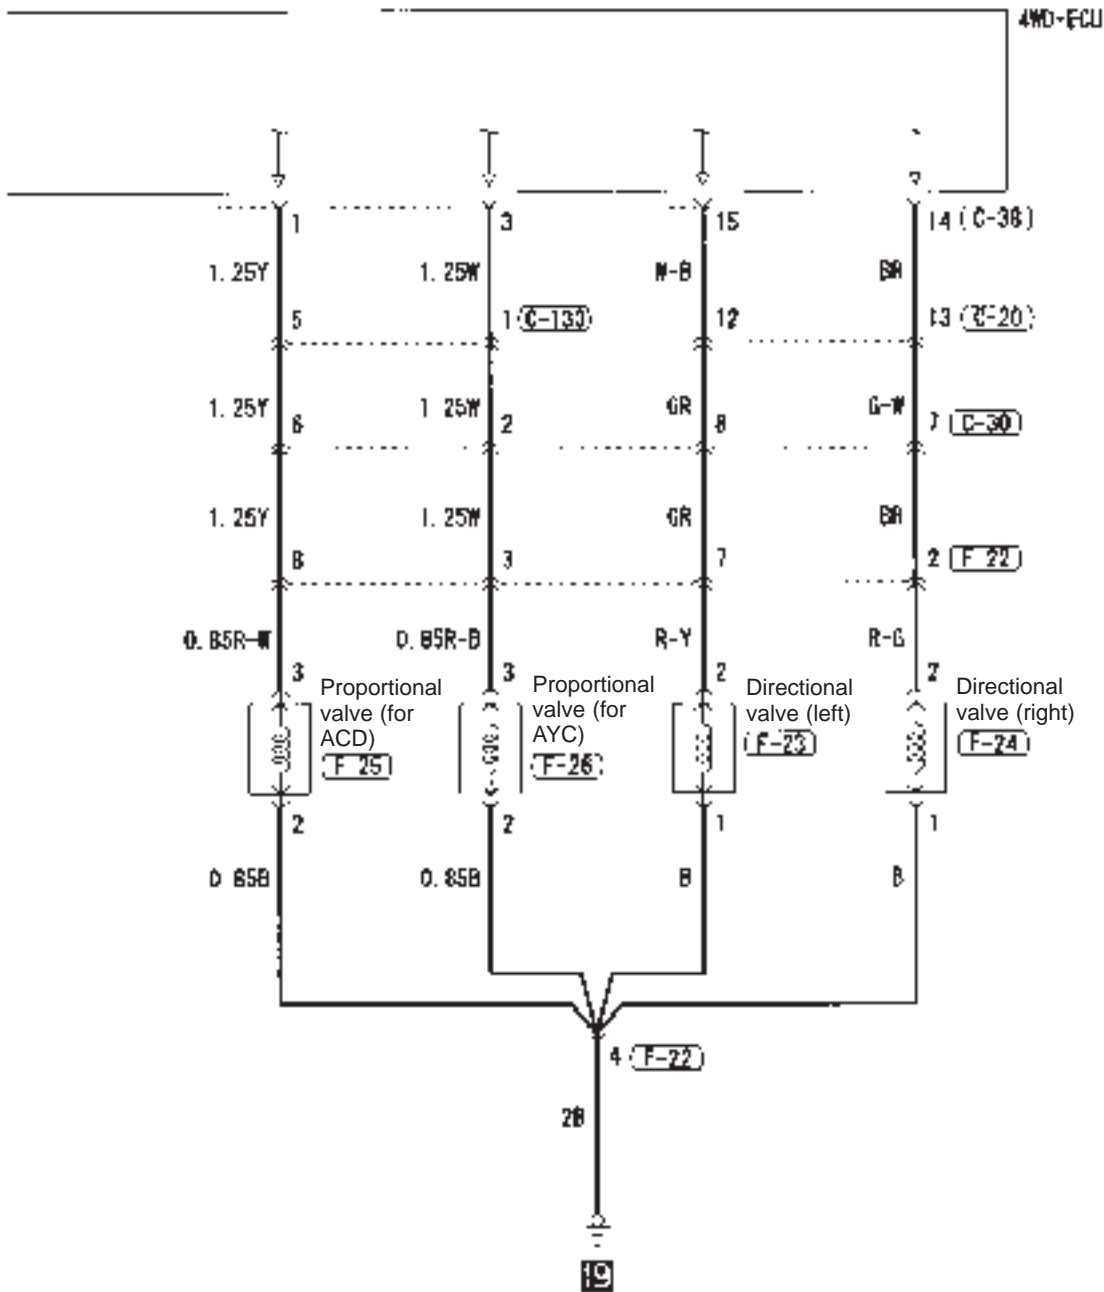 4WD-ECU
1 3 15 14 C-38
1.25Y 1.25W W-B BR
5 1 C-133 12 13 C-20
1.25Y 1.25W GR G-W
6 2 8 7 C-30
1.25Y 1.25W GR BR
8 3 7 2 F-22
0.85R-W 0.85R-B R-Y R-G
3 3 2 2
Proportional
valve (for
ACD)
F-25
Proportional
valve (for
AYC)
F-26
Directional
valve (left)
F-23
Directional
valve (right)
F-24
2 2 1 1
0.85B 0.85B B B
4 F-22
2B
19